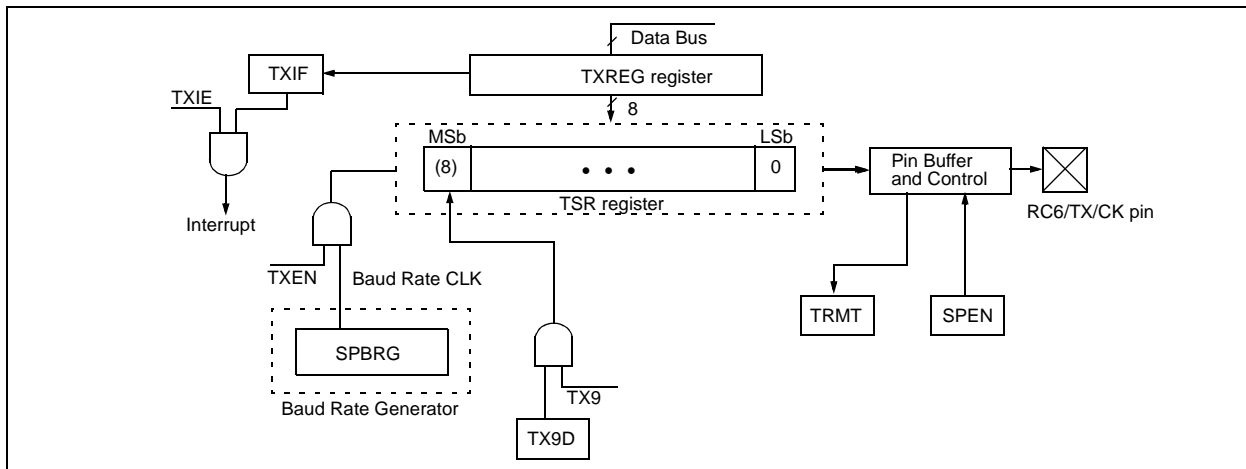 Data Bus
TXIF
TXREG register
TXIE
8
MSb
LSb
(8)
• • •
0
Pin Buffer
and Control
TSR register
Interrupt
RC6/TX/CK pin
TXEN
Baud Rate CLK
TRMT
SPEN
SPBRG
TX9
Baud Rate Generator
TX9D